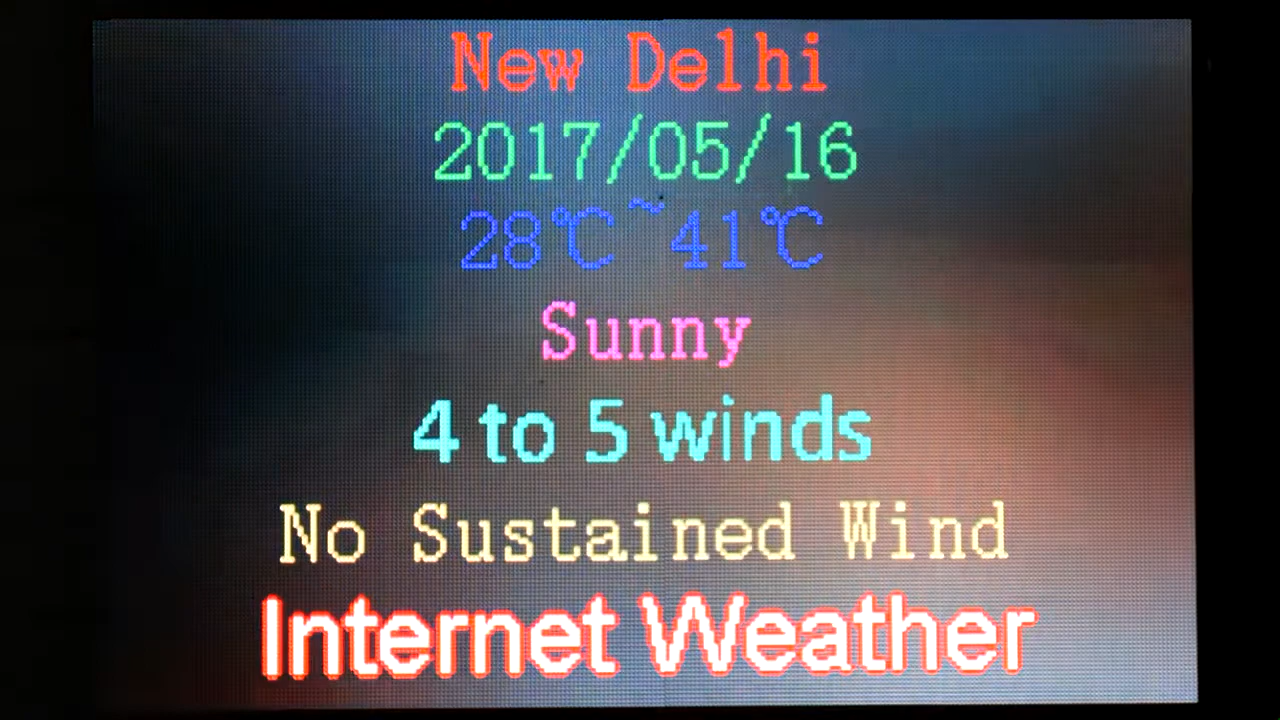 New Delhi
2017/05/16
28℃~41℃
Sunny
4 to 5 winds
No Sustained Wind
Internet Weather